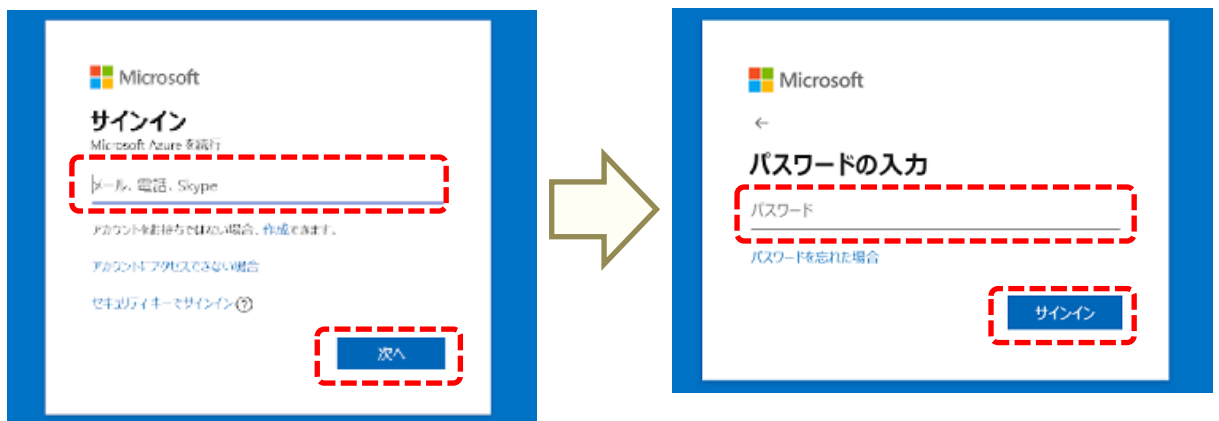 Microsoft
サインイン
Microsoft Azure を続行
メール、電話、Skype
アカウントをお持ちではない場合、作成できます。
アカウントにアクセスできない場合
セキュリティ キーでサインイン
次へ
Microsoft
←
パスワードの入力
パスワード
パスワードを忘れた場合
サインイン